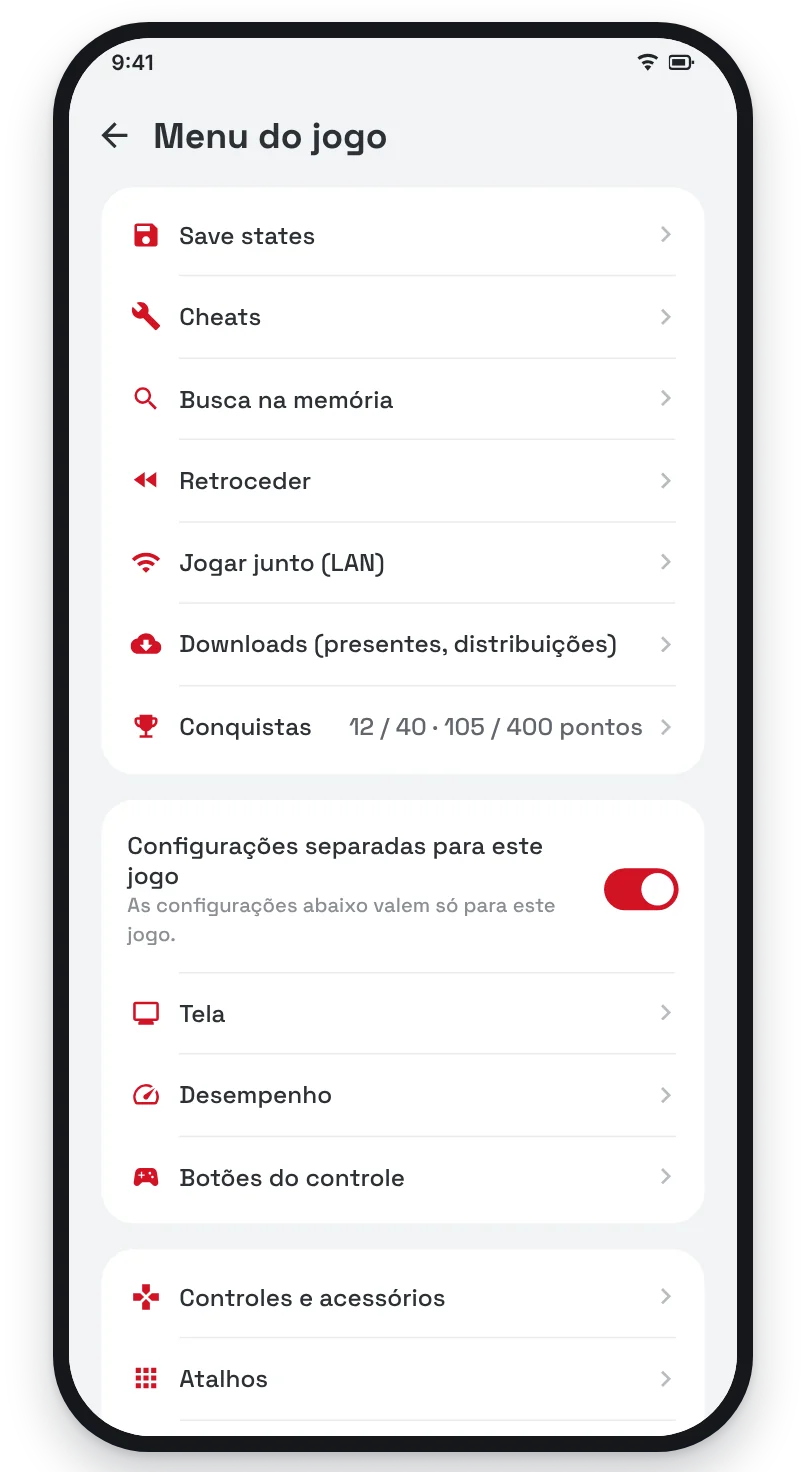 9:41
Menu do jogo
Save states
Cheats
Busca na memória
Retroceder
Jogar junto (LAN)
Downloads (presentes, distribuições)
Conquistas 12 / 40 · 105 / 400 pontos
Configurações separadas para este
jogo
As configurações abaixo valem só para este
jogo.
Tela
Desempenho
Botões do controle
Controles e acessórios
Atalhos